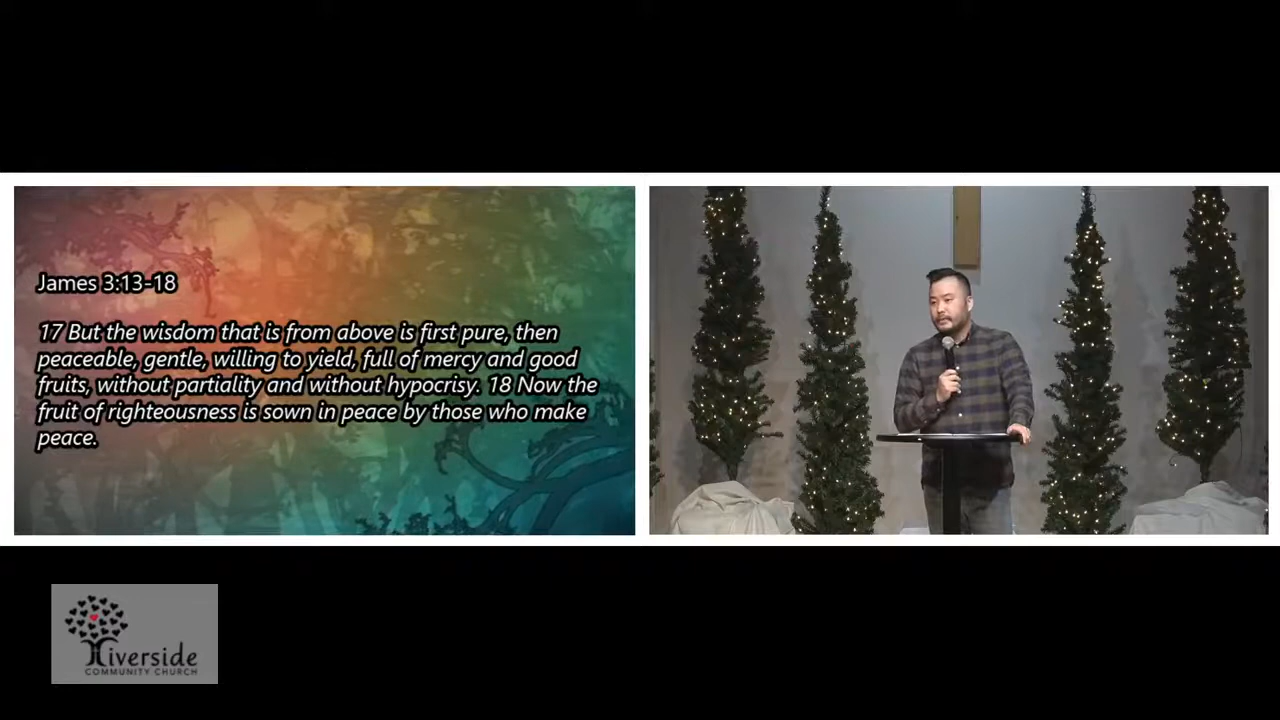 James 3:13-18
17 But the wisdom that is from above is first pure, then
peaceable, gentle, willing to yield, full of mercy and good
fruits, without partiality and without hypocrisy. 18 Now the
fruit of righteousness is sown in peace by those who make
peace.
Riverside
COMMUNITY CHURCH